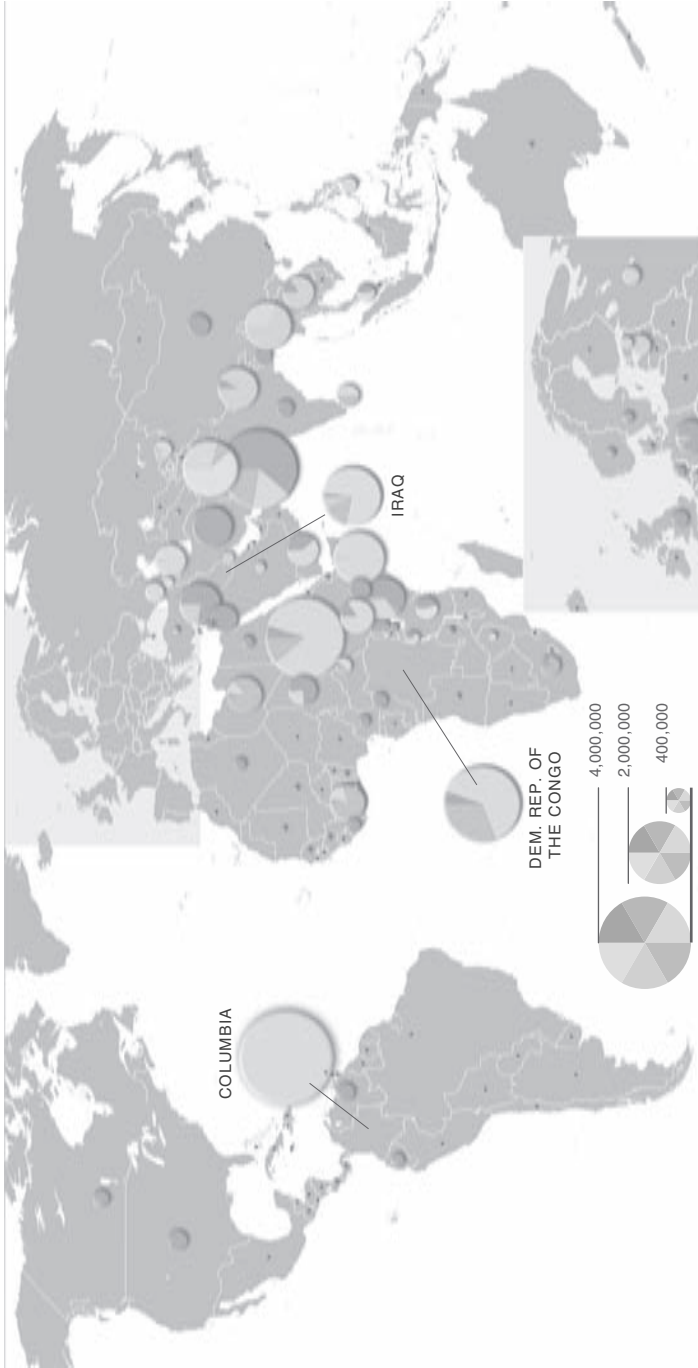 COLUMBIA
DEM. REP. OF
THE CONGO
IRAQ
4,000,000
2,000,000
400,000